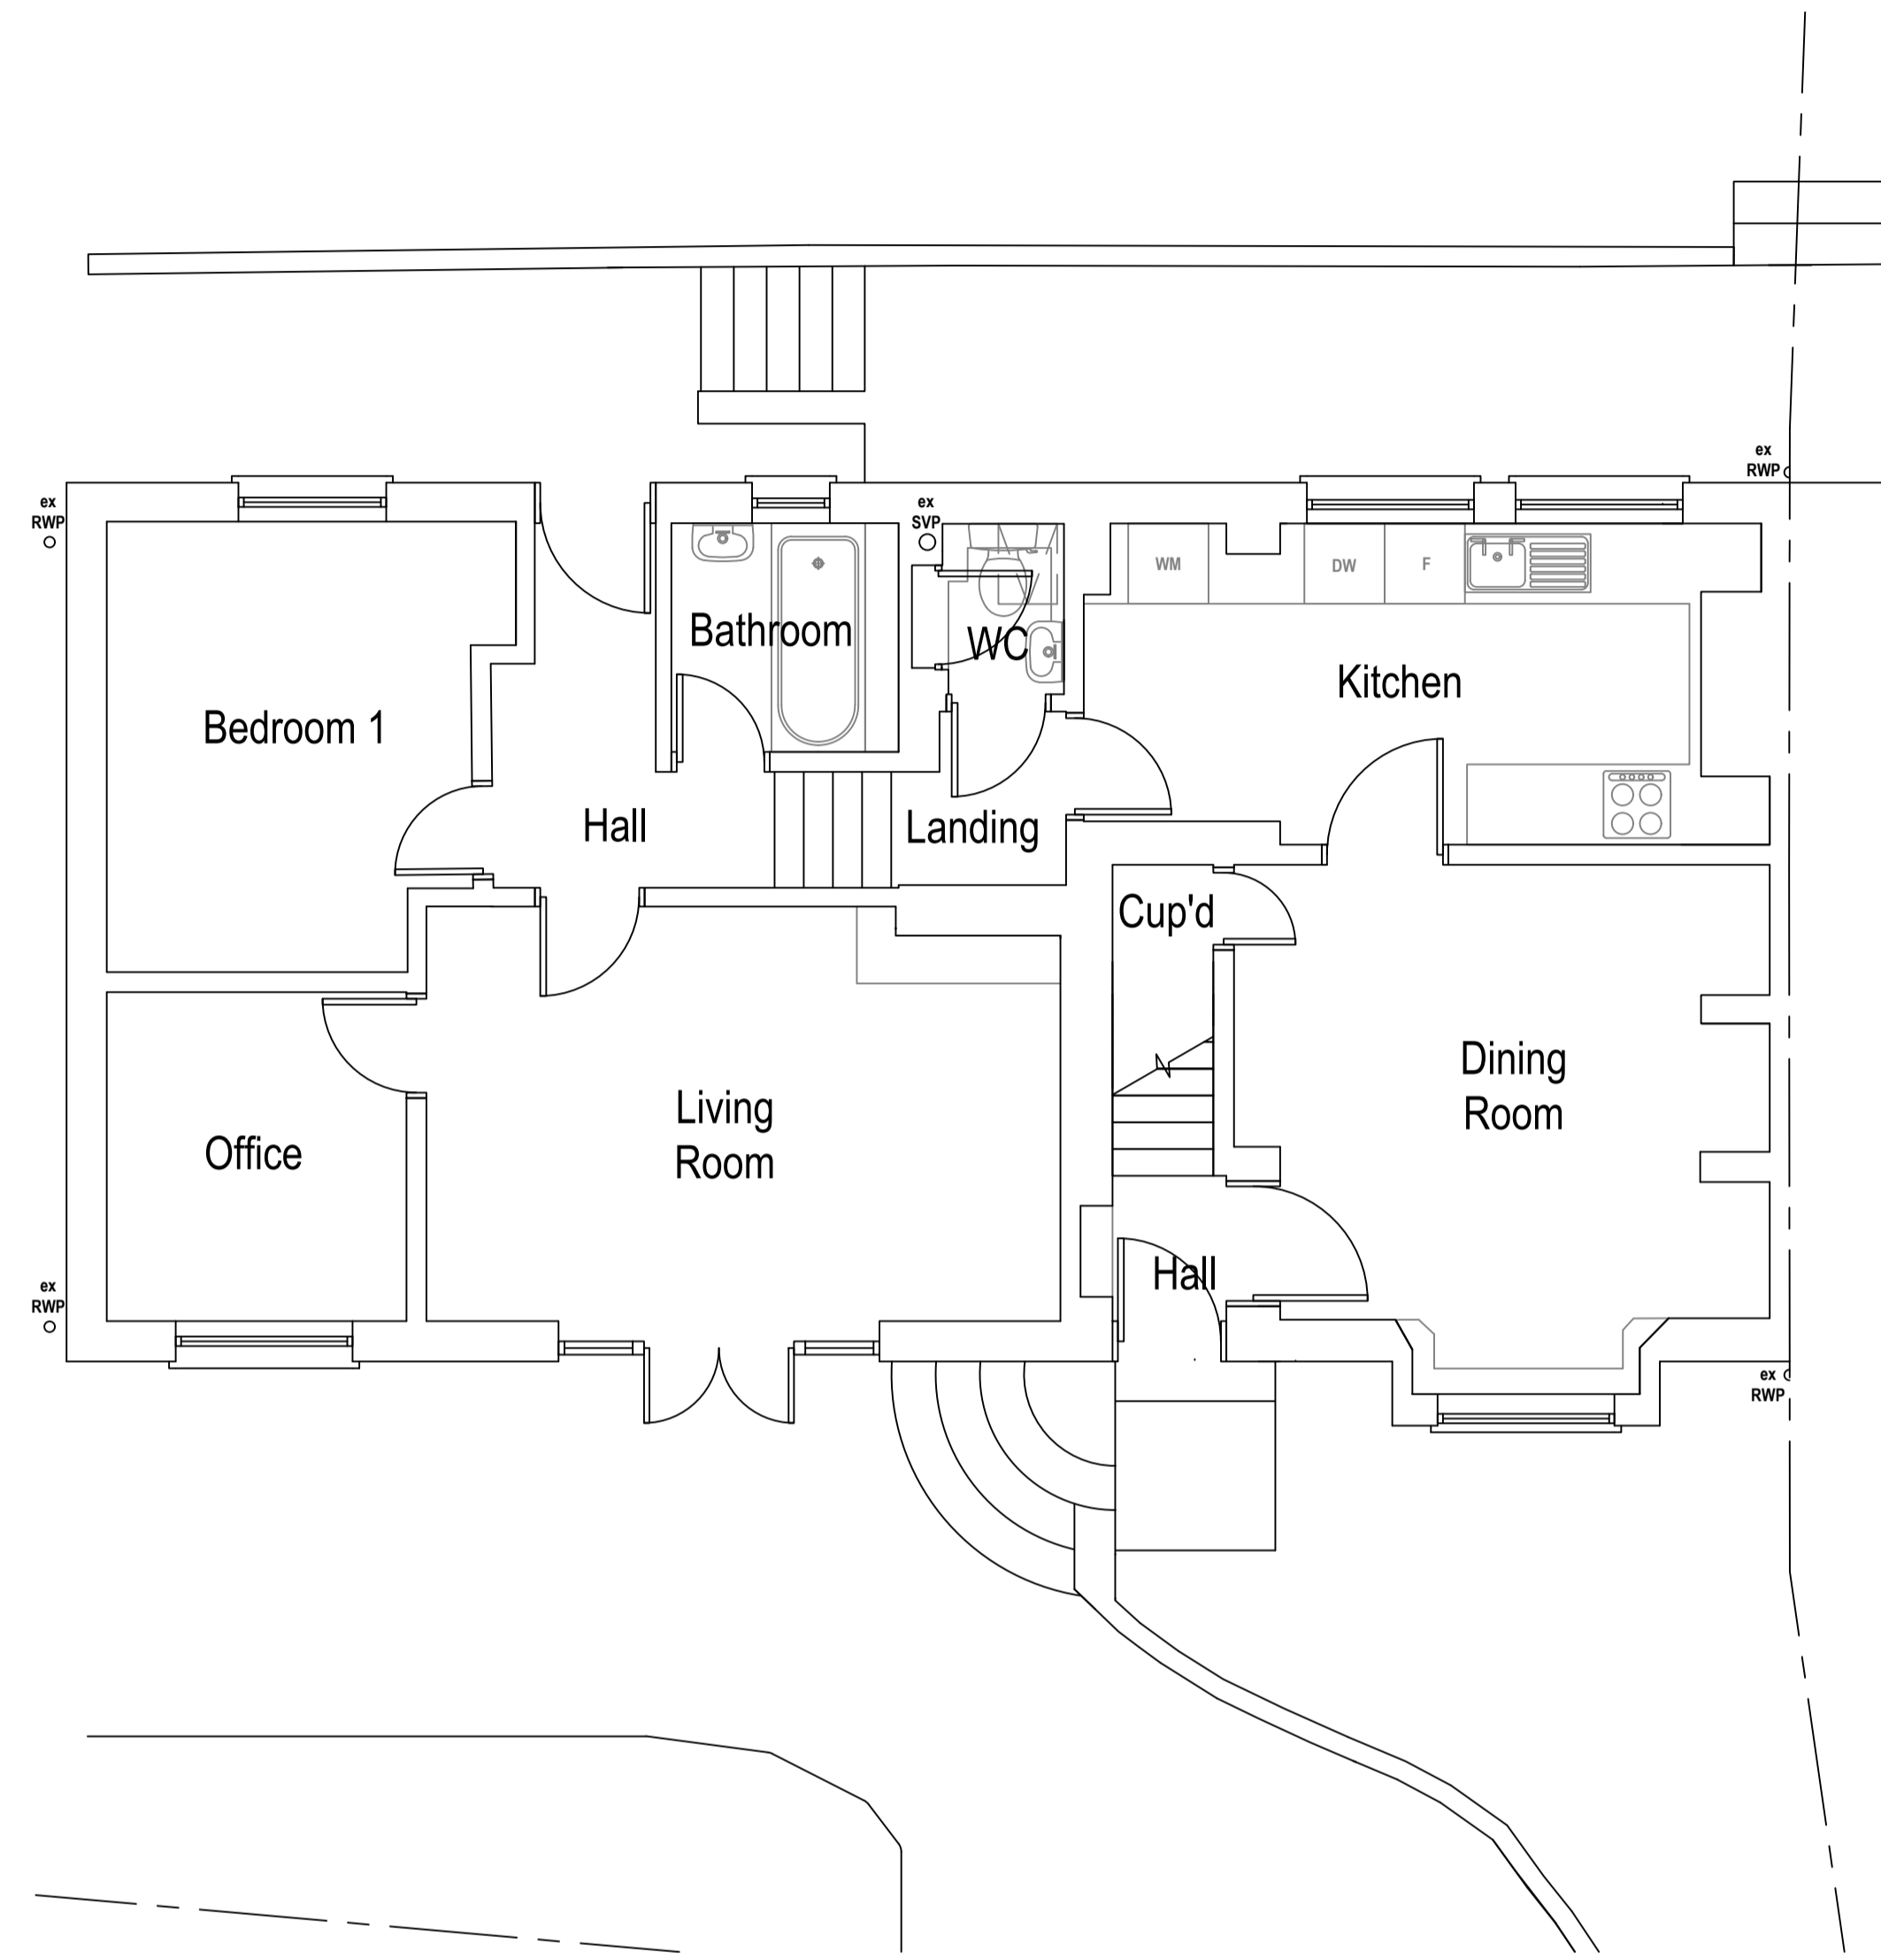 ex
RWP
ex
RWP
ex
SVP
WM
DW
F
Bathroom
WC
Kitchen
Bedroom 1
Hall
Landing
Cup'd
Dining
Room
Living
Room
Office
Hall
ex
RWP
ex
RWP